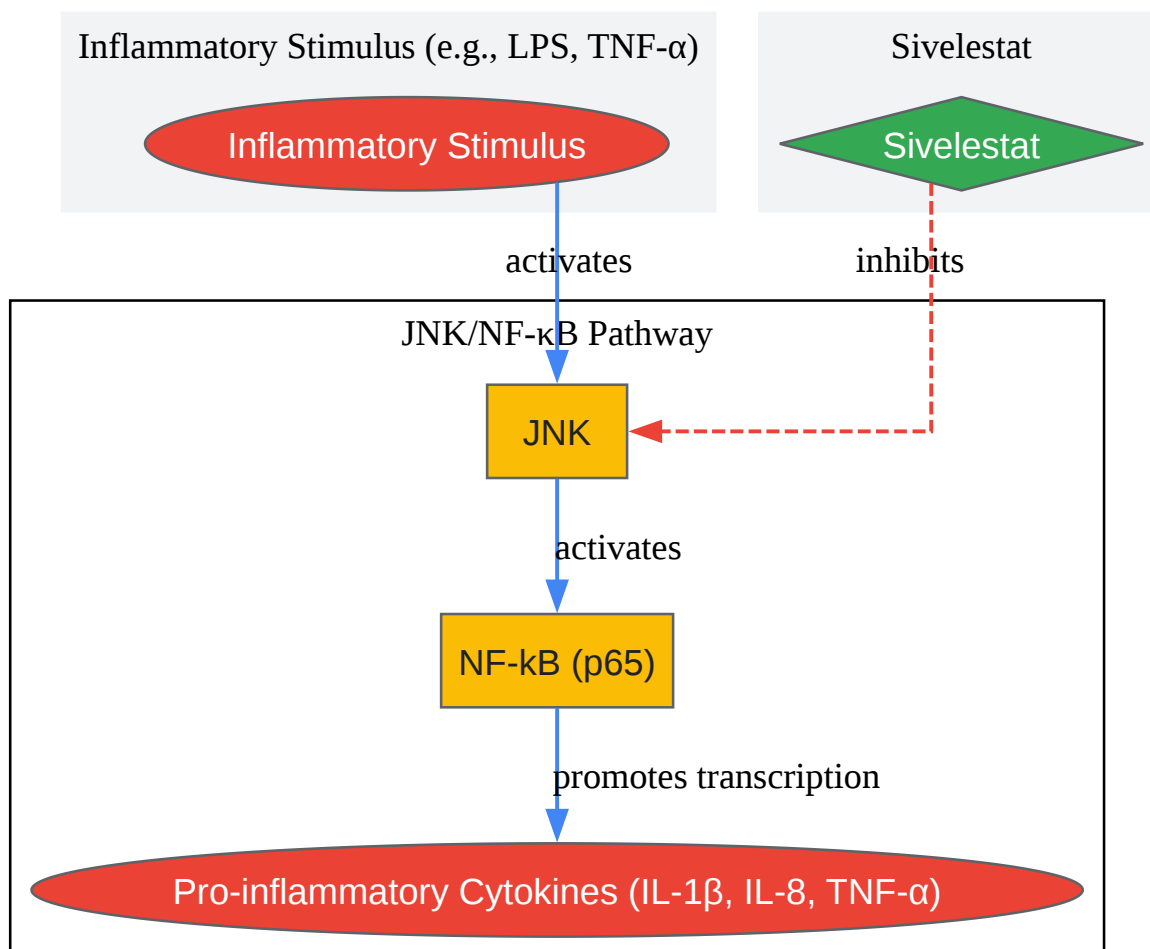 Inflammatory Stimulus (e.g., LPS, TNF-α)
Sivelestat
Inflammatory Stimulus
Sivelestat
activates
inhibits
JNK/NF-κB Pathway
JNK
activates
NF-kB (p65)
promotes transcription
Pro-inflammatory Cytokines (IL-1β, IL-8, TNF-α)